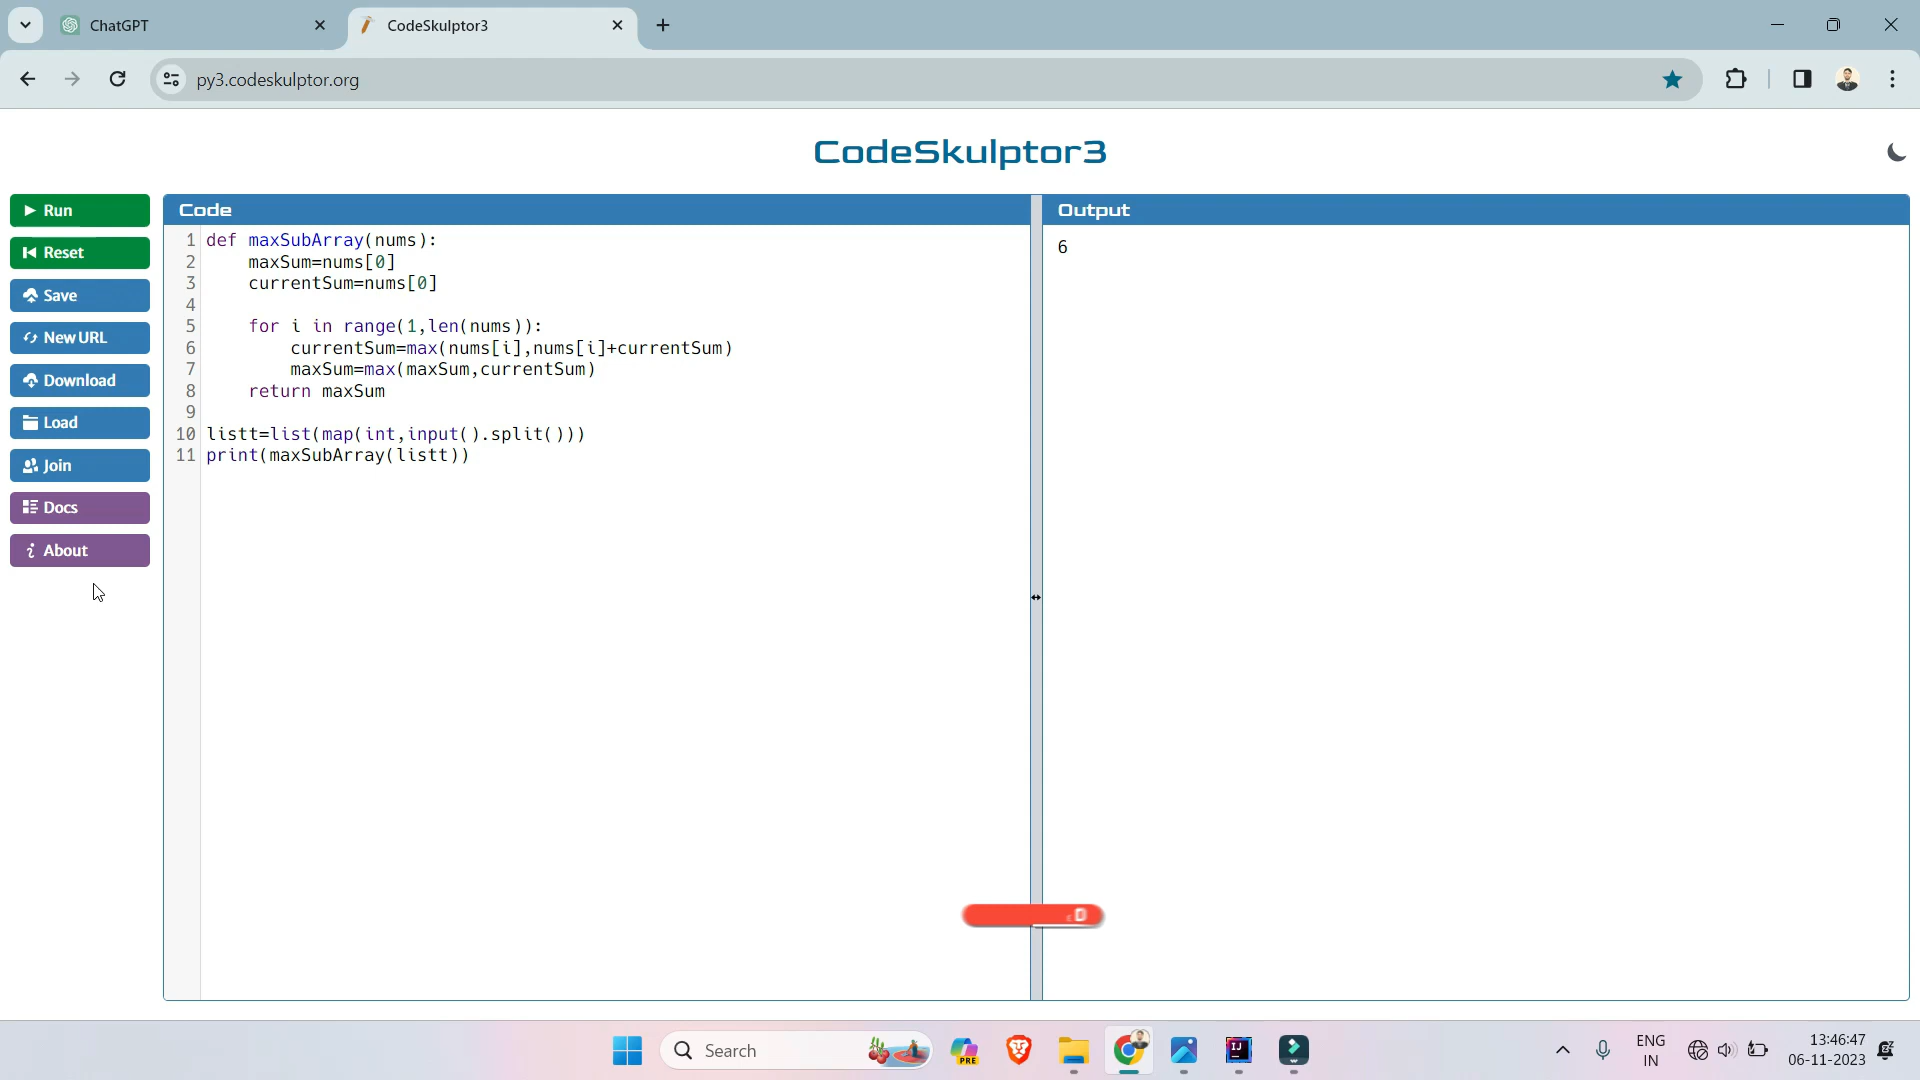 ChatGPT
CodeSkulptor3
py3.codeskulptor.org
CodeSkulptor3
Run
Reset
Save
New URL
Download
Load
Join
Docs
About
Code
1 def maxSubArray(nums):
2     maxSum=nums[0]
3     currentSum=nums[0]
4
5     for i in range(1,len(nums)):
6         currentSum=max(nums[i],nums[i]+currentSum)
7         maxSum=max(maxSum,currentSum)
8     return maxSum
9
10 listt=list(map(int,input().split()))
11 print(maxSubArray(listt))
Output
6
Search
PRE
IJ
ENG
IN
13:46:47
06-11-2023